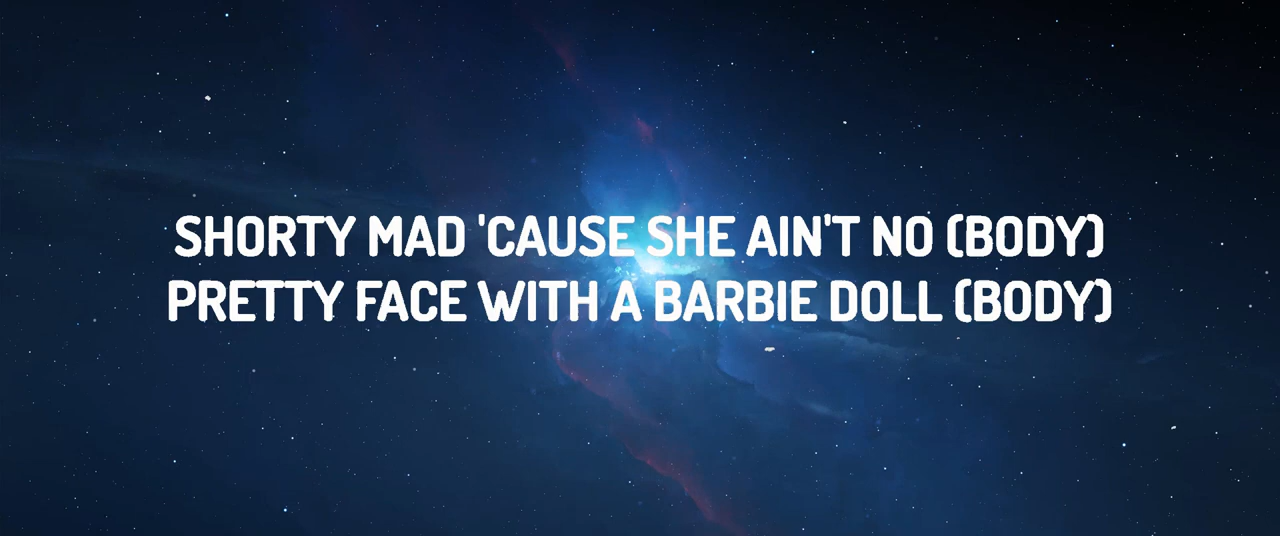 SHORTY MAD 'CAUSE SHE AIN'T NO (BODY)
PRETTY FACE WITH A BARBIE DOLL (BODY)